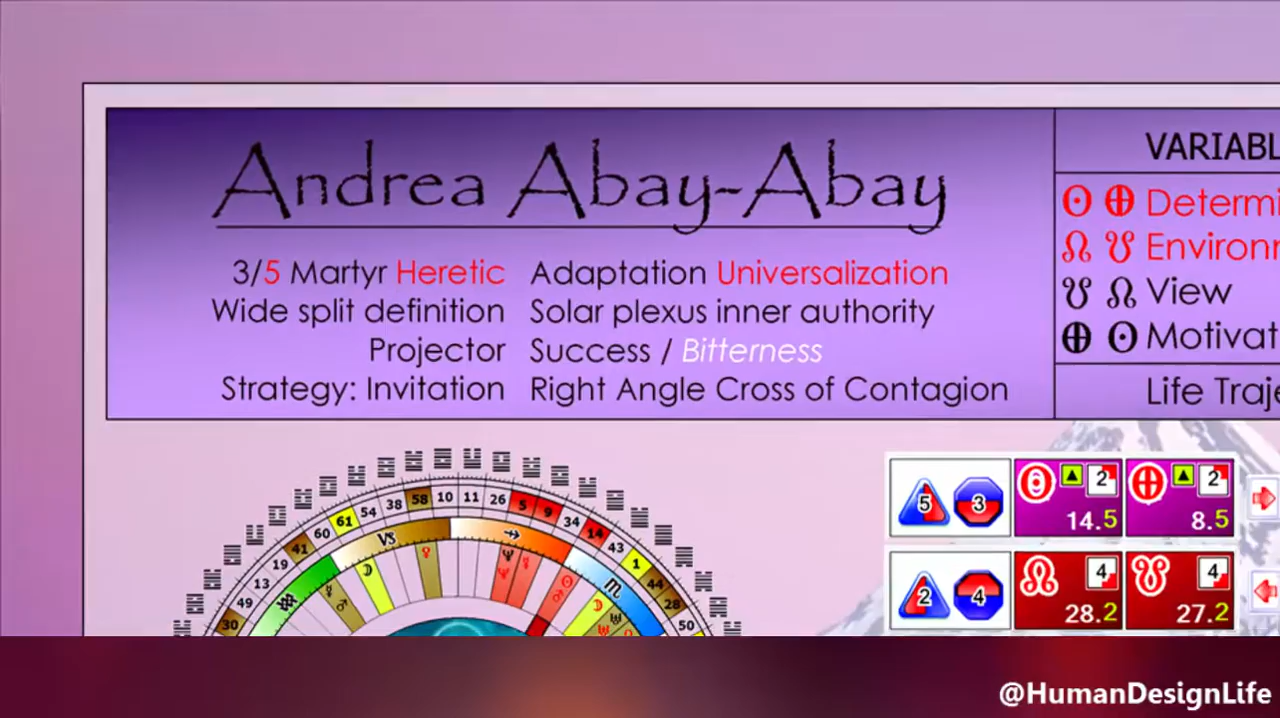 Andrea Abay-Abay
3/5 Martyr Heretic Adaptation Universalization
Wide split definition Solar plexus inner authority
Projector Success / Bitterness
Strategy: Invitation Right Angle Cross of Contagion
VARIABL
Determi
Environ
View
Motivat
Life Traje
5 3 2 14.5 2 8.5
2 4 4 28.2 4 27.2
30 49 13 19 41 60 61 54 38 58 10 11 26 5 9 34 14 43 1 44 28 50
@HumanDesignLife